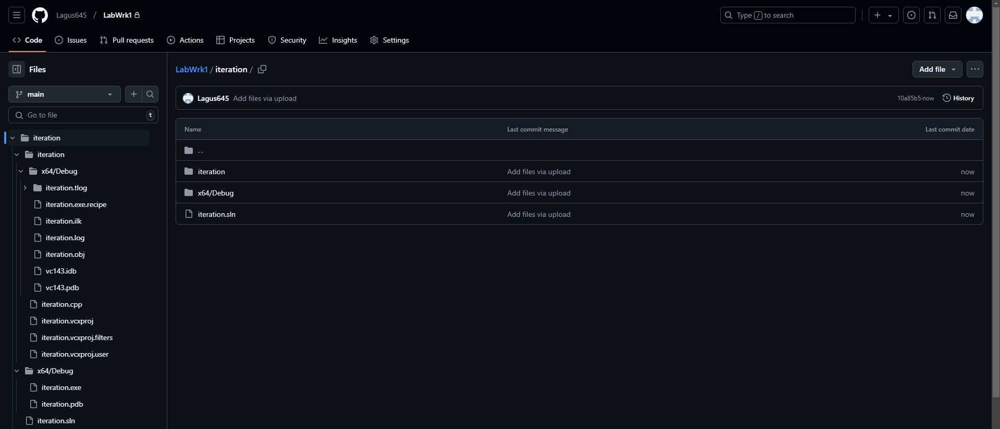 Lagus645 / LabWrk1
Type / to search
Code Issues Pull requests Actions Projects Security Insights Settings
Files
main
Go to file t
iteration
iteration
x64/Debug
iteration.tlog
iteration.exe.recipe
iteration.ilk
iteration.log
iteration.obj
vc143.idb
vc143.pdb
iteration.cpp
iteration.vcxproj
iteration.vcxproj.filters
iteration.vcxproj.user
x64/Debug
iteration.exe
iteration.pdb
iteration.sln
LabWrk1 / iteration /
Add file
Lagus645 Add files via upload
10a85b5·now History
Name Last commit message Last commit date
..
iteration Add files via upload now
x64/Debug Add files via upload now
iteration.sln Add files via upload now